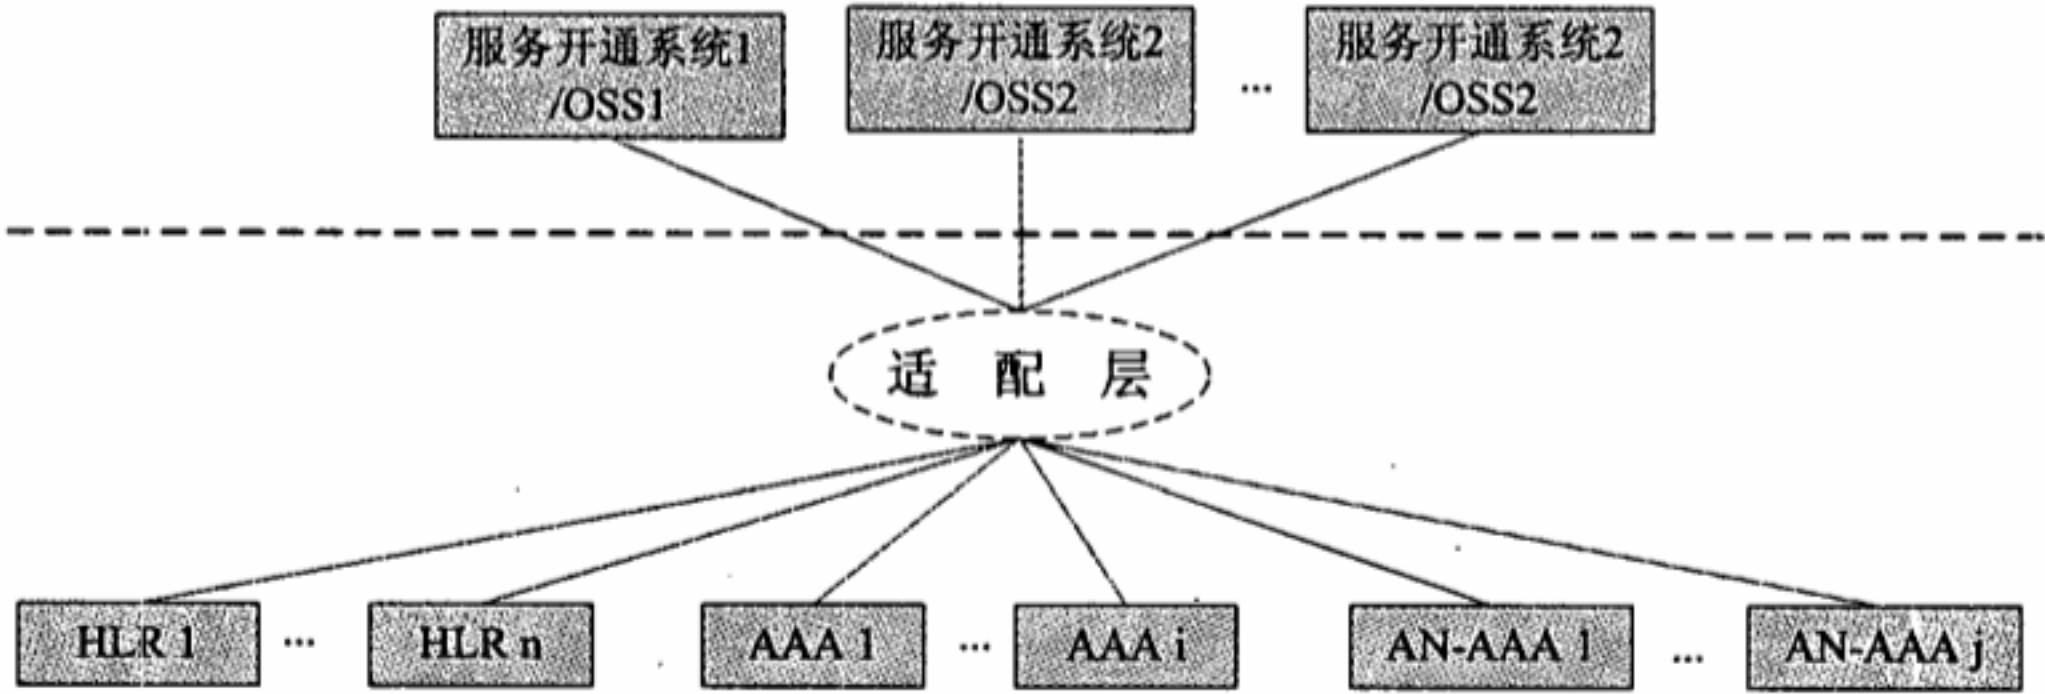 服务开通系统1
/OSS1
服务开通系统2
/OSS2
...
服务开通系统2
/OSS2
适 配 层
HLR 1
...
HLR n
AAA 1
...
AAA i
AN-AAA 1
...
AN-AAA j